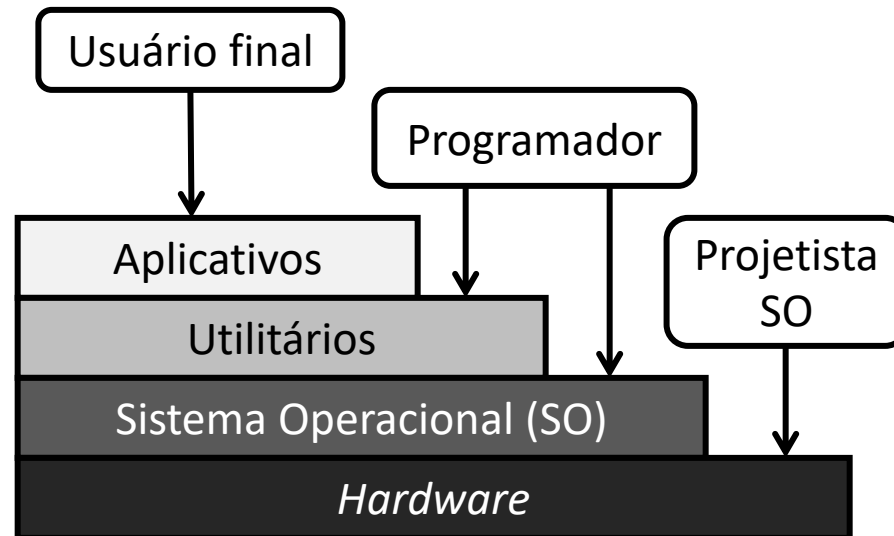 Usuário final
Programador
Aplicativos
Projetista
SO
Utilitários
Sistema Operacional (SO)
Hardware